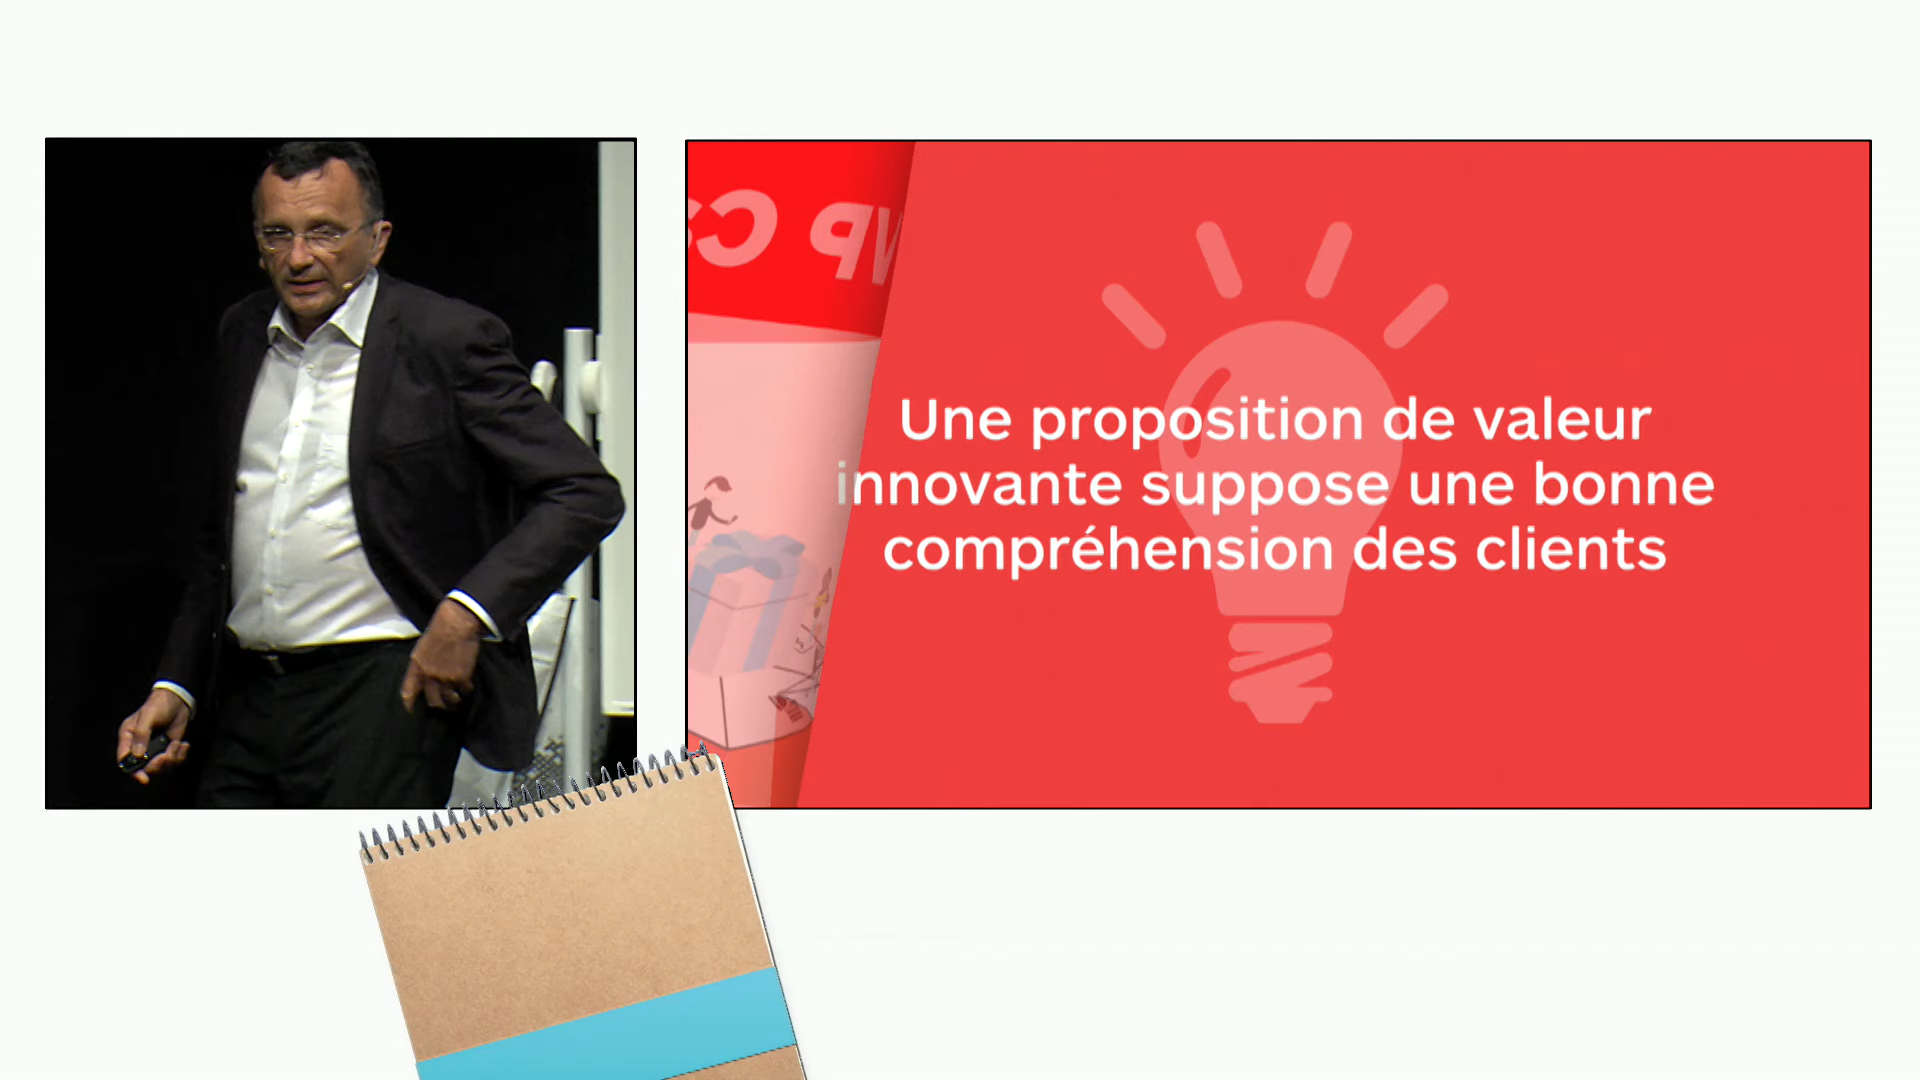 Une proposition de valeur
innovante suppose une bonne
compréhension des clients